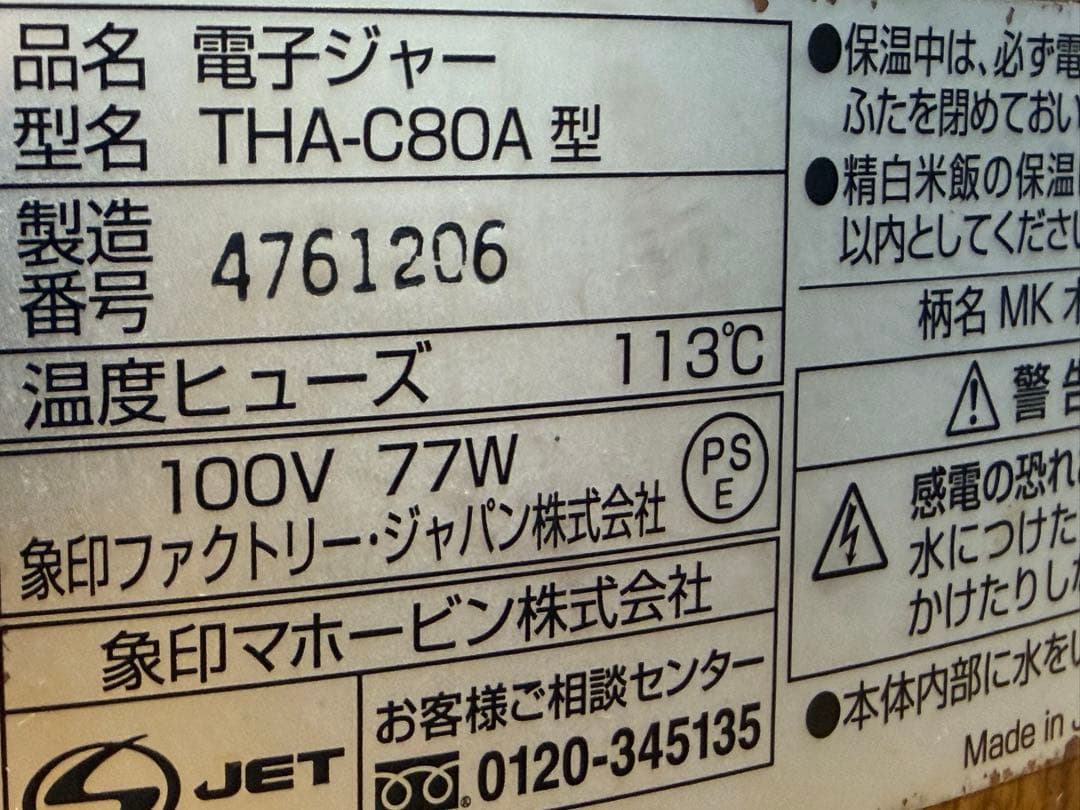 品名 電子ジャー
型名 THA-C80A 型
製造番号 4761206
温度ヒューズ 113℃
100V 77W
PSE
象印ファクトリー・ジャパン株式会社
象印マホービン株式会社
JET
お客様ご相談センター
0120-345135
●保温中は、必ず電
ふたを閉めておい
●精白米飯の保温
以内としてください
柄名 MK 木
警告
感電の恐れ
水につけた
かけたりした
●本体内部に水をい
Made in J